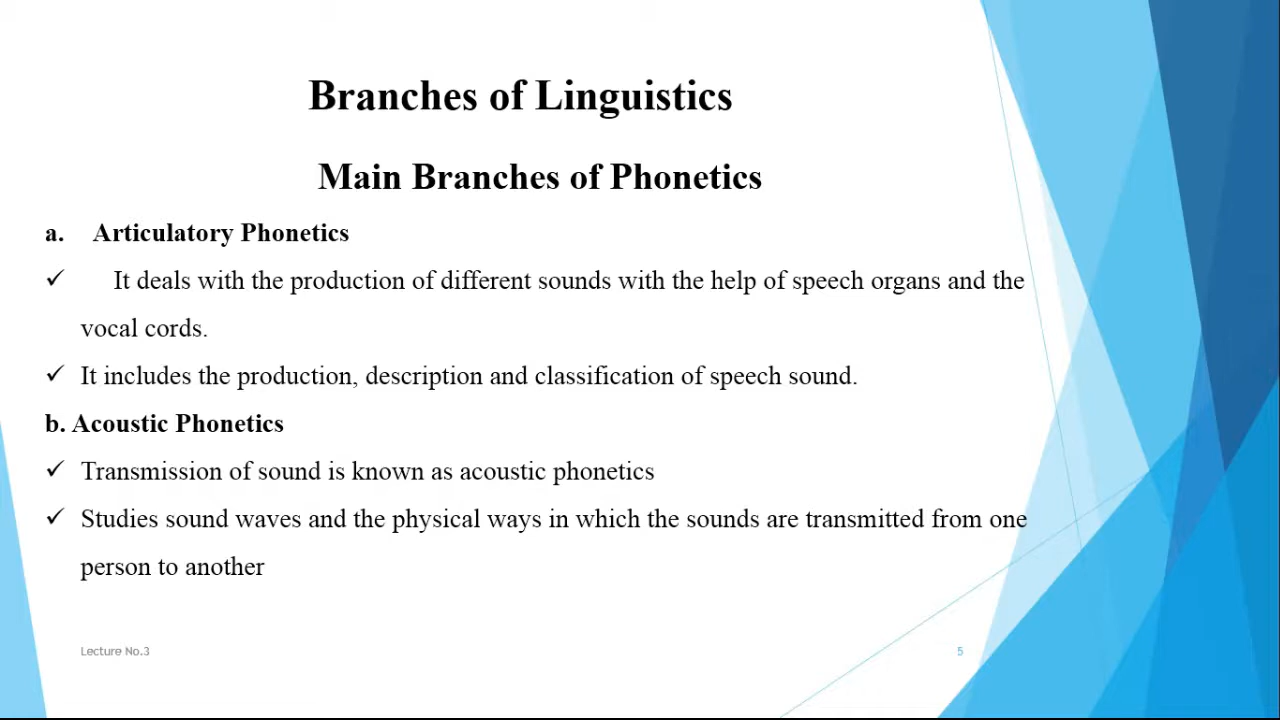 Branches of Linguistics
Main Branches of Phonetics
a. Articulatory Phonetics
✓ It deals with the production of different sounds with the help of speech organs and the
vocal cords.
✓ It includes the production, description and classification of speech sound.
b. Acoustic Phonetics
✓ Transmission of sound is known as acoustic phonetics
✓ Studies sound waves and the physical ways in which the sounds are transmitted from one
person to another
Lecture No.3
5